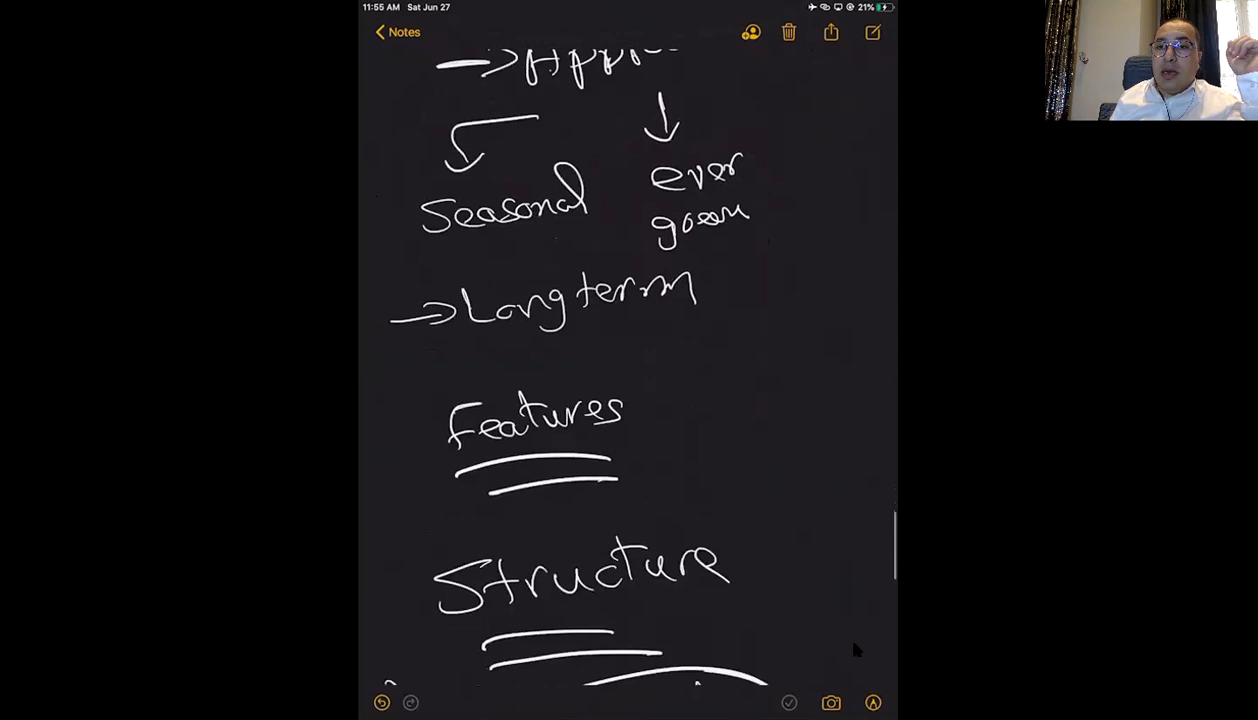 11:55 AM Sat Jun 27
21%
Notes
Seasonal
ever
green
Long term
Features
Structure